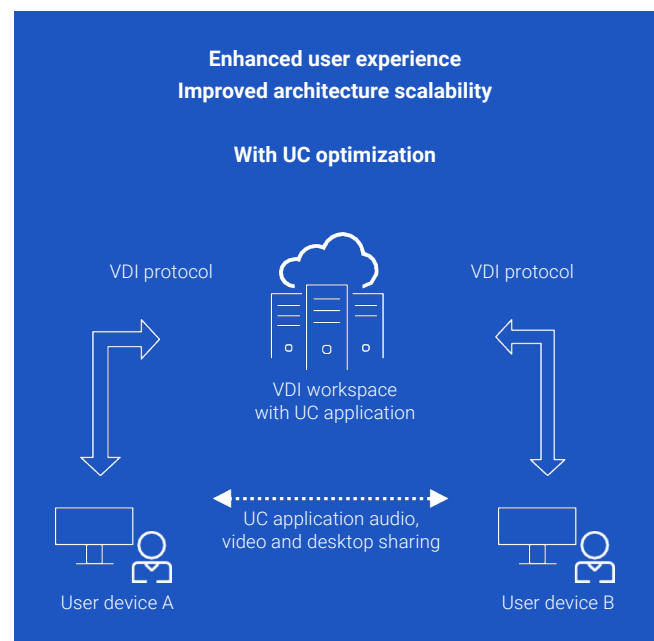 Enhanced user experience
Improved architecture scalability
With UC optimization
VDI protocol
VDI protocol
VDI workspace
with UC application
UC application audio,
video and desktop sharing
User device A
User device B